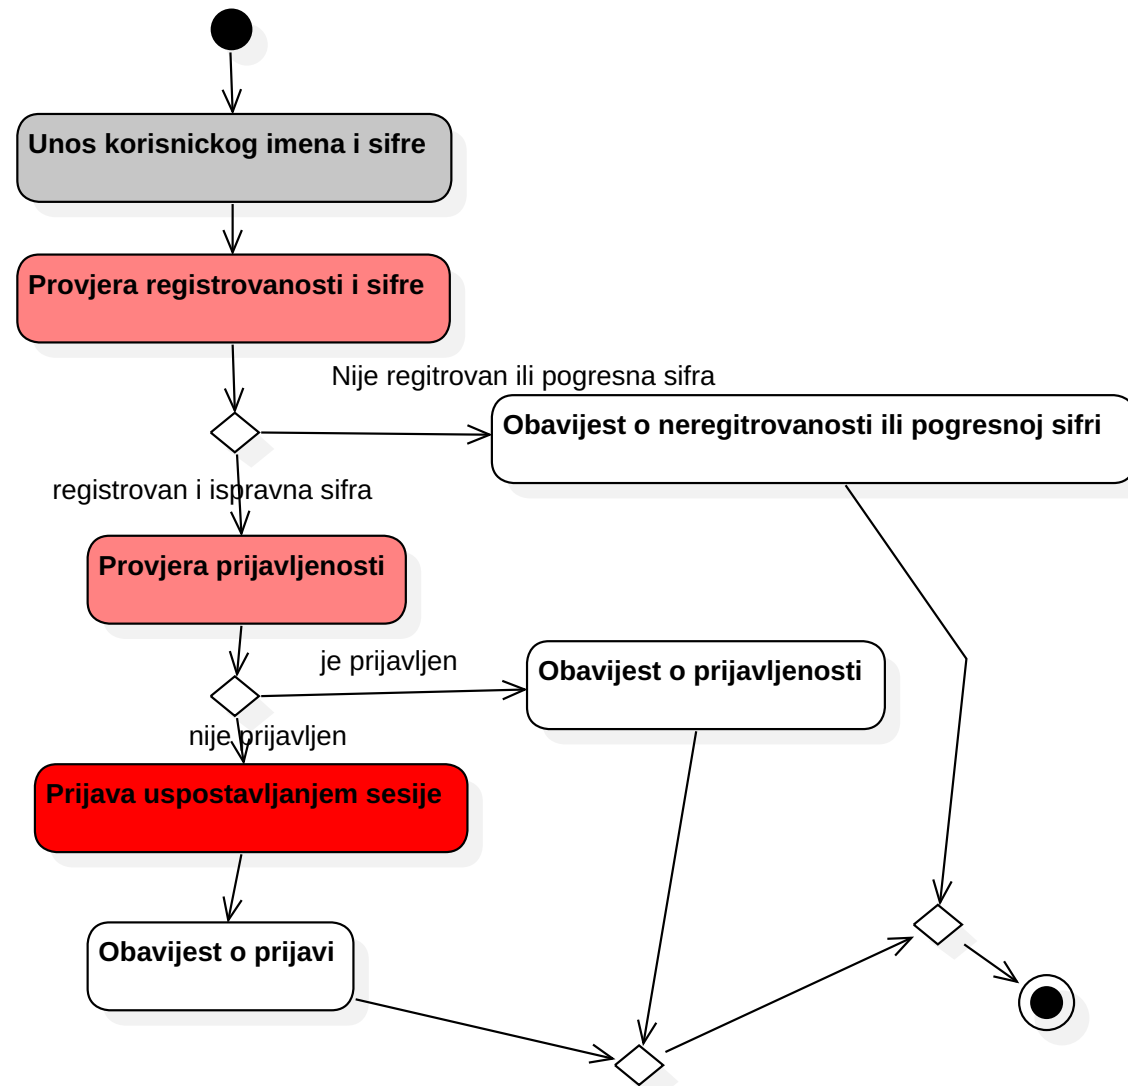 Unos korisnickog imena i sifre
Provjera registrovanosti i sifre
Nije regitrovan ili pogresna sifra
Obavijest o neregitrovanosti ili pogresnoj sifri
registrovan i ispravna sifra
Provjera prijavljenosti
je prijavljen
Obavijest o prijavljenosti
nije prijavljen
Prijava uspostavljanjem sesije
Obavijest o prijavi